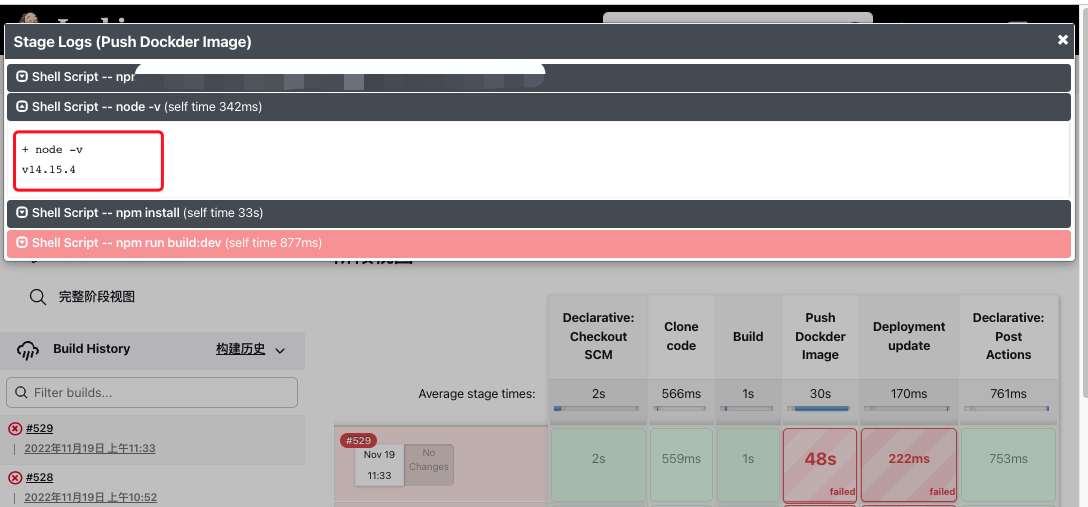 Stage Logs (Push Dockder Image)
Shell Script -- npr
Shell Script -- node -v (self time 342ms)
+ node -v
v14.15.4
Shell Script -- npm install (self time 33s)
Shell Script -- npm run build:dev (self time 877ms)
完整阶段视图
Build History
构建历史
Filter builds...
#529
2022年11月19日 上午11:33
#528
2022年11月19日 上午10:52
Declarative:
Checkout
SCM
Clone
code
Build
Push
Dockder
Image
Deployment
update
Declarative:
Post
Actions
Average stage times:
2s
566ms
1s
30s
170ms
761ms
#529
Nov 19
11:33
No
Changes
2s
559ms
1s
48s
failed
222ms
failed
753ms